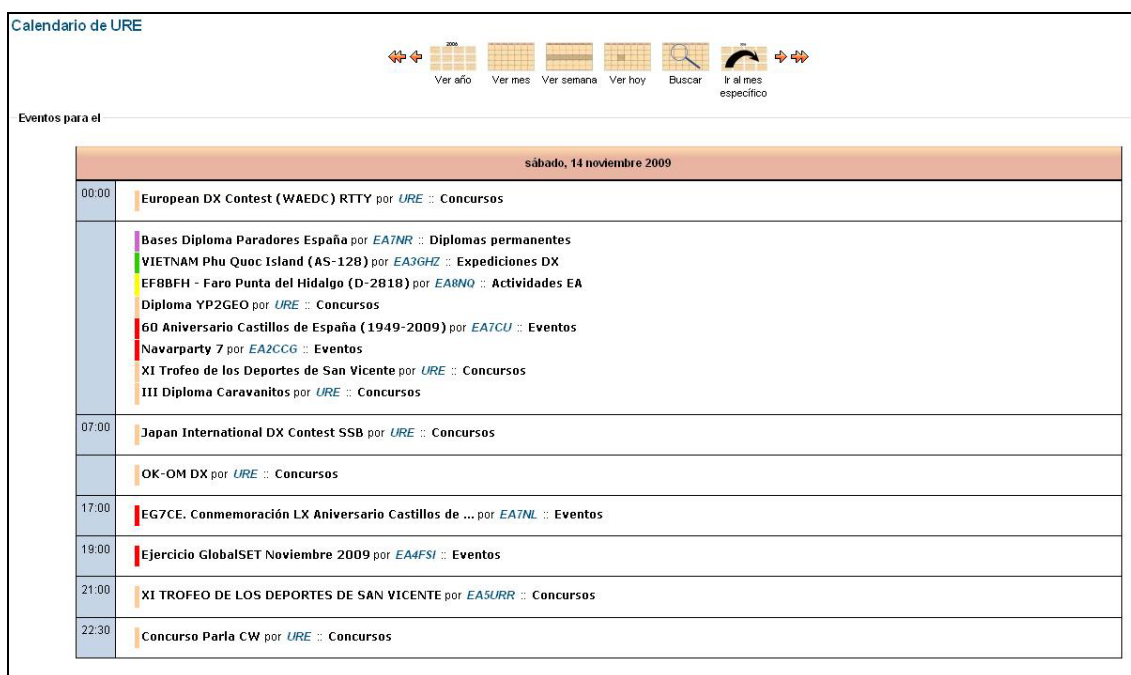 Calendario de URE
2006
Ver año
Ver mes
Ver semana
Ver hoy
Buscar
Ir al mes
específico
Eventos para el
sábado, 14 noviembre 2009
00:00
European DX Contest (WAEDC) RTTY por URE :: Concursos
Bases Diploma Paradores España por EA7NR :: Diplomas permanentes
VIETNAM Phu Quoc Island (AS-128) por EA3GHZ :: Expediciones DX
EF8BFH - Faro Punta del Hidalgo (D-2818) por EA8NQ :: Actividades EA
Diploma YP2GEO por URE :: Concursos
60 Aniversario Castillos de España (1949-2009) por EA7CU :: Eventos
Navarparty 7 por EA2CCG :: Eventos
XI Trofeo de los Deportes de San Vicente por URE :: Concursos
III Diploma Caravanitos por URE :: Concursos
07:00
Japan International DX Contest SSB por URE :: Concursos
OK-OM DX por URE :: Concursos
17:00
EG7CE. Conmemoración LX Aniversario Castillos de ... por EA7NL :: Eventos
19:00
Ejercicio GlobalSET Noviembre 2009 por EA4FSI :: Eventos
21:00
XI TROFEO DE LOS DEPORTES DE SAN VICENTE por EA5URR :: Concursos
22:30
Concurso Parla CW por URE :: Concursos